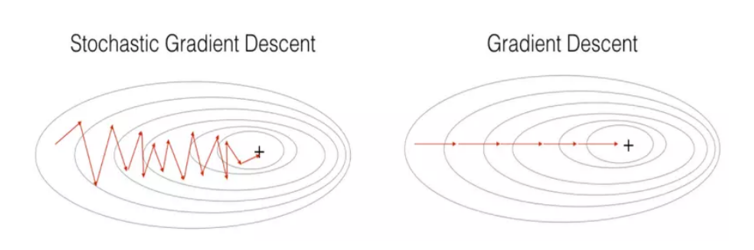 Stochastic Gradient Descent
Gradient Descent
+
+